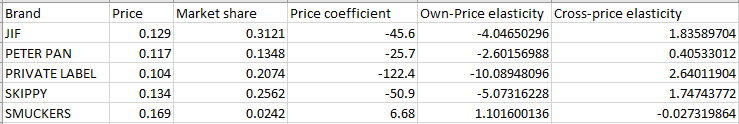 Brand Price Market share Price coefficient Own-Price elasticity Cross-price elasticity
JIF 0.129 0.3121 -45.6 -4.04650296 1.83589704
PETER PAN 0.117 0.1348 -25.7 -2.60156988 0.40533012
PRIVATE LABEL 0.104 0.2074 -122.4 -10.08948096 2.64011904
SKIPPY 0.134 0.2562 -50.9 -5.07316228 1.74743772
SMUCKERS 0.169 0.0242 6.68 1.101600136 -0.027319864